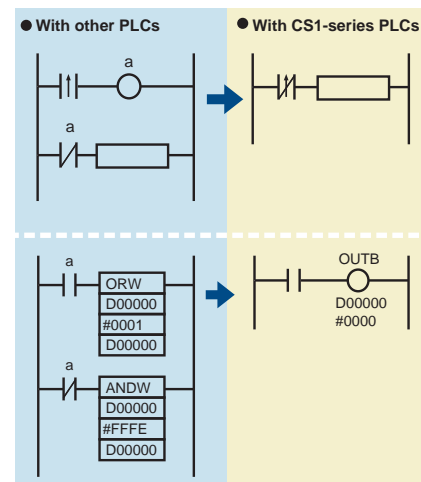 ● With other PLCs
● With CS1-series PLCs
a
a
a
ORW
D00000
#0001
D00000
a
ANDW
D00000
#FFFE
D00000
OUTB
D00000
#0000